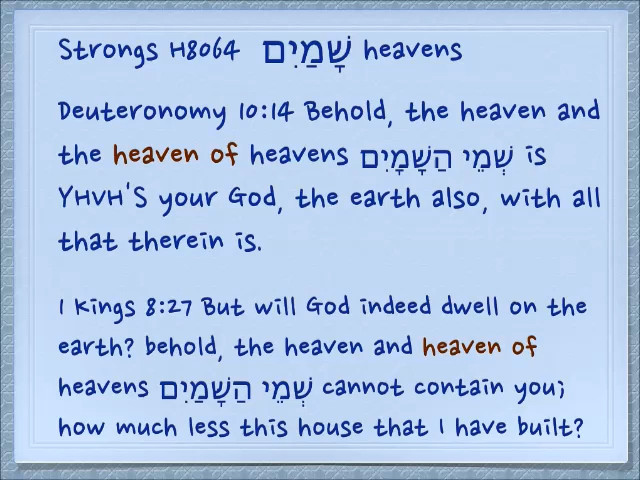 Strongs H8064 שָׁמַיִם heavens
Deuteronomy 10:14 Behold, the heaven and
the heaven of heavens שְׁמֵי הַשָּׁמָיִם is
YHVH'S your God, the earth also, with all
that therein is.
1 Kings 8:27 But will God indeed dwell on the
earth? behold, the heaven and heaven of
heavens שְׁמֵי הַשָּׁמַיִם cannot contain you;
how much less this house that I have built?